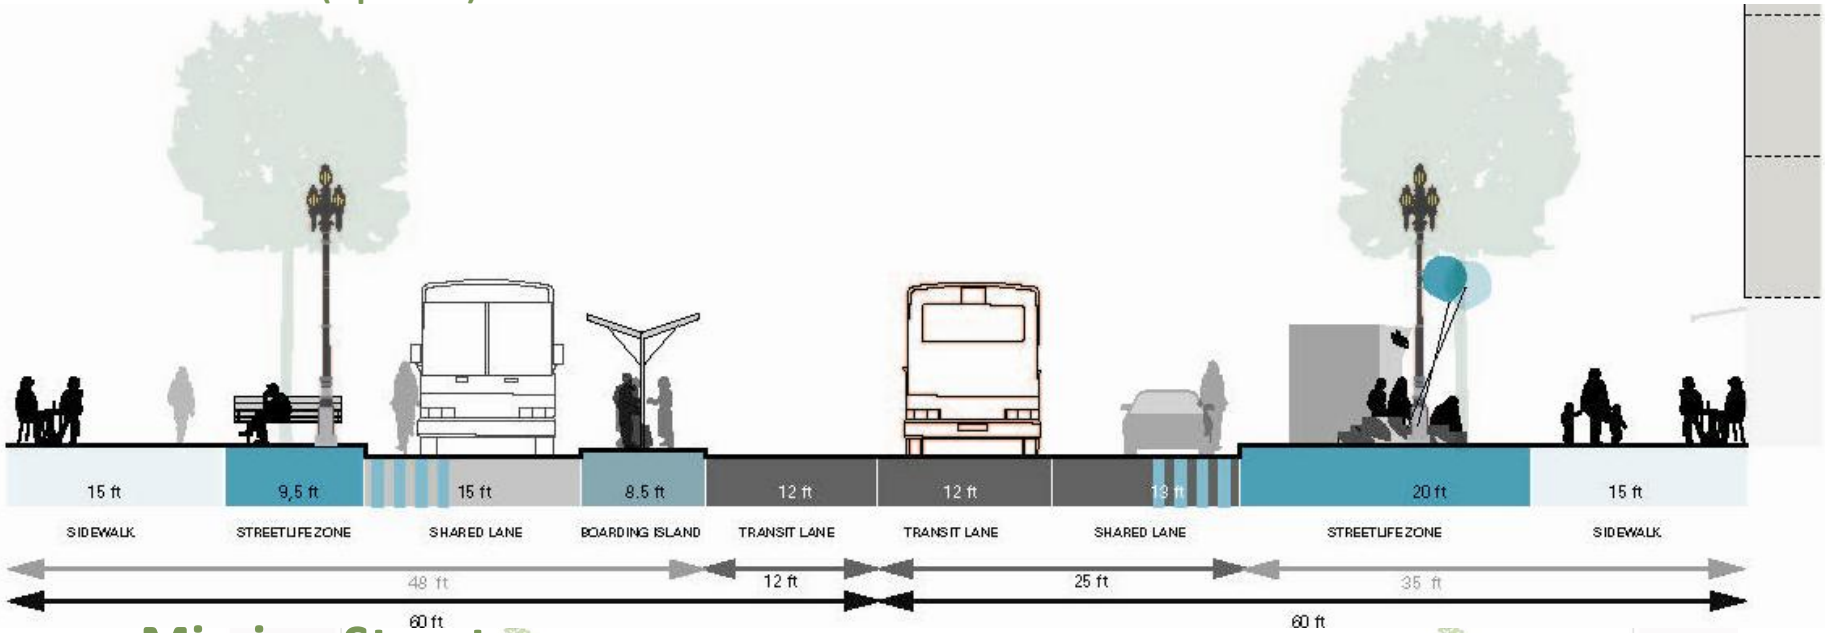 15 ft 9,5 ft 15 ft 8.5 ft 12 ft 12 ft 13 ft 20 ft 15 ft
SIDEWALK STREETLIFE ZONE SHARED LANE BOARDING ISLAND TRANSIT LANE TRANSIT LANE SHARED LANE STREETLIFE ZONE SIDEWALK
48 ft 12 ft 25 ft 35 ft
60 ft 60 ft